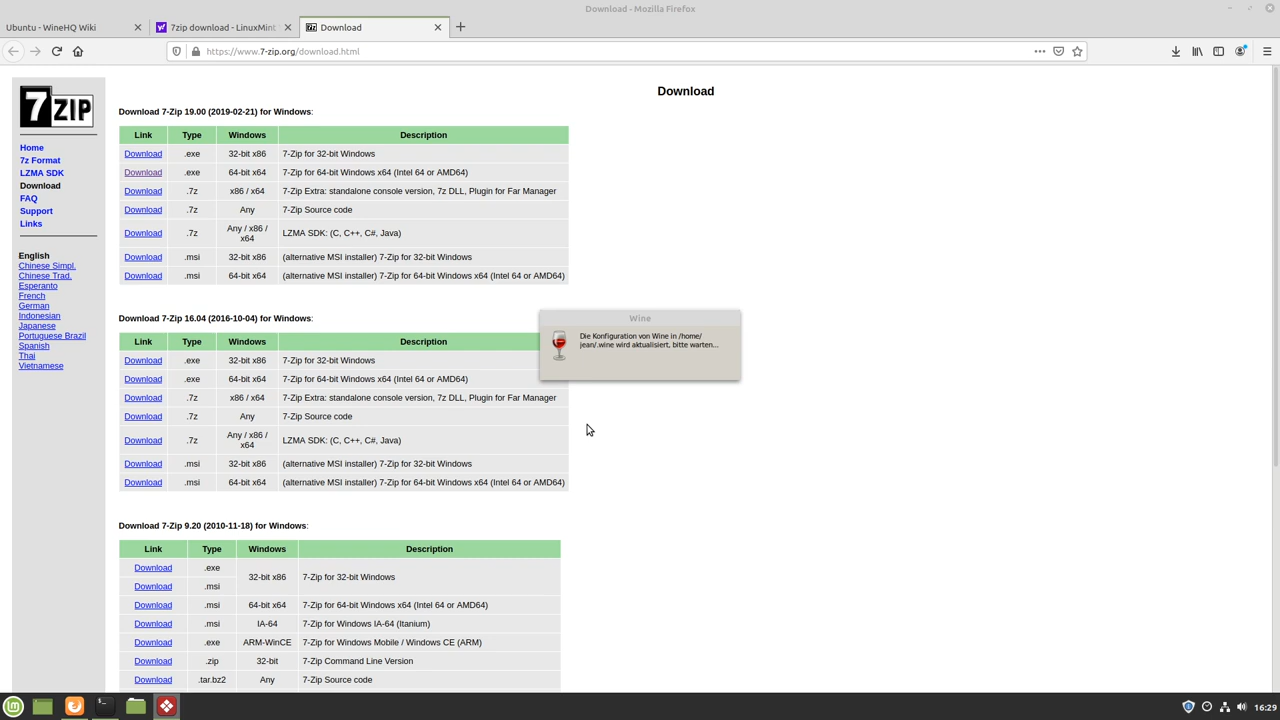 Download - Mozilla Firefox
Ubuntu - WineHQ Wiki
7zip download - LinuxMint
Download
https://www.7-zip.org/download.html
7ZIP
Home
7z Format
LZMA SDK
Download
FAQ
Support
Links
English
Chinese Simpl.
Chinese Trad.
Esperanto
French
German
Indonesian
Japanese
Portuguese Brazil
Spanish
Thai
Vietnamese
Download
Download 7-Zip 19.00 (2019-02-21) for Windows:
Link Type Windows Description
Download .exe 32-bit x86 7-Zip for 32-bit Windows
Download .exe 64-bit x64 7-Zip for 64-bit Windows x64 (Intel 64 or AMD64)
Download .7z x86 / x64 7-Zip Extra: standalone console version, 7z DLL, Plugin for Far Manager
Download .7z Any 7-Zip Source code
Download .7z Any / x86 / x64 LZMA SDK: (C, C++, C#, Java)
Download .msi 32-bit x86 (alternative MSI installer) 7-Zip for 32-bit Windows
Download .msi 64-bit x64 (alternative MSI installer) 7-Zip for 64-bit Windows x64 (Intel 64 or AMD64)
Download 7-Zip 16.04 (2016-10-04) for Windows:
Link Type Windows Description
Download .exe 32-bit x86 7-Zip for 32-bit Windows
Download .exe 64-bit x64 7-Zip for 64-bit Windows x64 (Intel 64 or AMD64)
Download .7z x86 / x64 7-Zip Extra: standalone console version, 7z DLL, Plugin for Far Manager
Download .7z Any 7-Zip Source code
Download .7z Any / x86 / x64 LZMA SDK: (C, C++, C#, Java)
Download .msi 32-bit x86 (alternative MSI installer) 7-Zip for 32-bit Windows
Download .msi 64-bit x64 (alternative MSI installer) 7-Zip for 64-bit Windows x64 (Intel 64 or AMD64)
Wine
Die Konfiguration von Wine in /home/
jean/.wine wird aktualisiert, bitte warten...
Download 7-Zip 9.20 (2010-11-18) for Windows:
Link Type Windows Description
Download .exe 32-bit x86 7-Zip for 32-bit Windows
Download .msi
Download .msi 64-bit x64 7-Zip for 64-bit Windows x64 (Intel 64 or AMD64)
Download .msi IA-64 7-Zip for Windows IA-64 (Itanium)
Download .exe ARM-WinCE 7-Zip for Windows Mobile / Windows CE (ARM)
Download .zip 32-bit 7-Zip Command Line Version
Download .tar.bz2 Any 7-Zip Source code
16:29